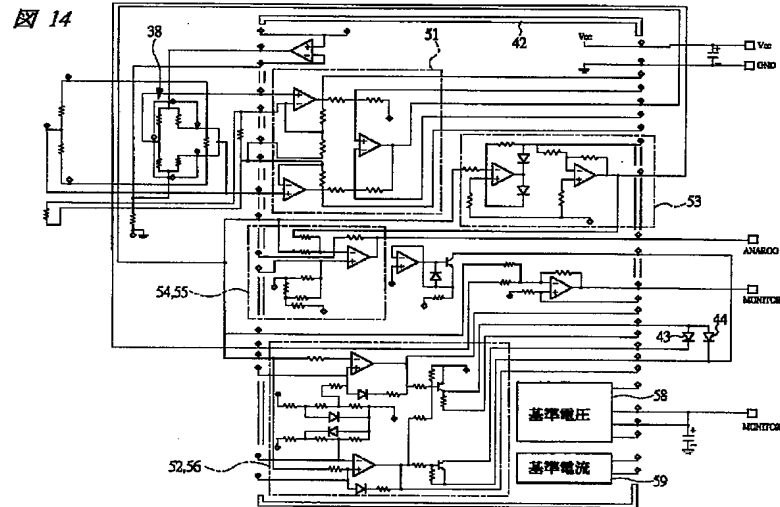 図 14
38
51
42
Vcc
Vcc
GND
53
ANAROG
54,55
MONITOR
43
44
52,56
基準電圧
58
MONITOR
基準電流
59